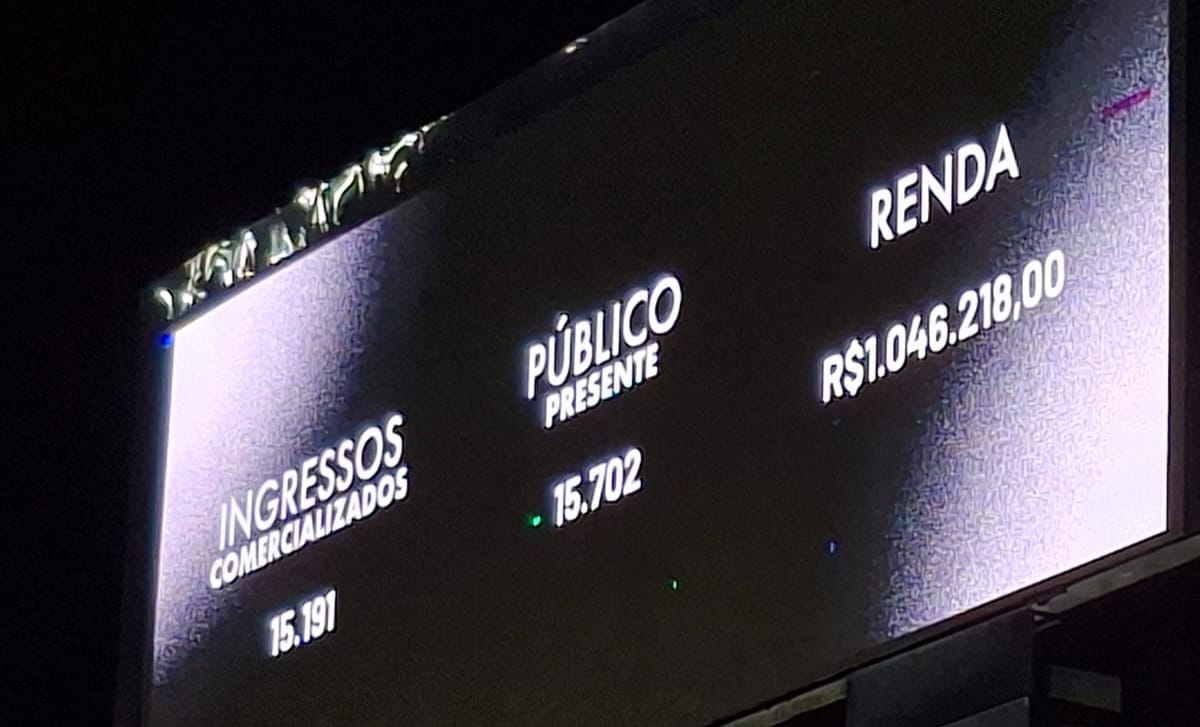 INGRESSOS
COMERCIALIZADOS
15.191
PÚBLICO
PRESENTE
15.702
RENDA
R$1.046.218,00